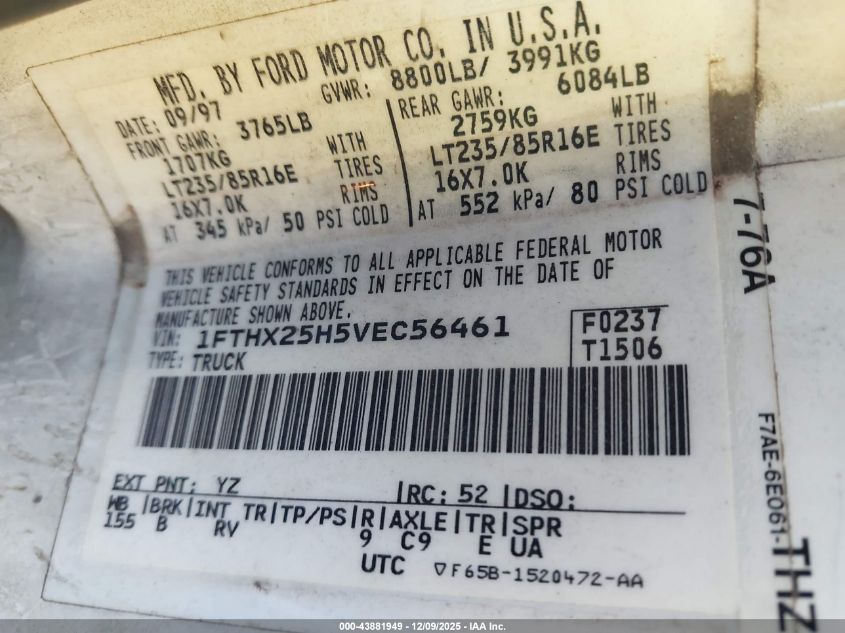 MFD. BY FORD MOTOR CO. IN U.S.A.
DATE: 09/97 GVWR: 8800LB/ 3991KG
FRONT GAWR: 3765LB REAR GAWR: 6084LB
1707KG WITH 2759KG WITH
LT235/85R16E TIRES LT235/85R16E TIRES
16X7.0K RIMS 16X7.0K RIMS
AT 345 kPa/ 50 PSI COLD AT 552 kPa/ 80 PSI COLD
THIS VEHICLE CONFORMS TO ALL APPLICABLE FEDERAL MOTOR
VEHICLE SAFETY STANDARDS IN EFFECT ON THE DATE OF
MANUFACTURE SHOWN ABOVE.
VIN: 1FTHX25H5VEC56461 F0237
TYPE: TRUCK T1506
EXT PNT: YZ RC: 52 DSO:
WB BRK INT TR TP/PS R AXLE TR SPR
155 B RV 9 C9 E UA
UTC ▽F65B-1520472-AA
7-76A
F7AE-6E061-
THZ
000-43881949 - 12/09/2025 - IAA Inc.